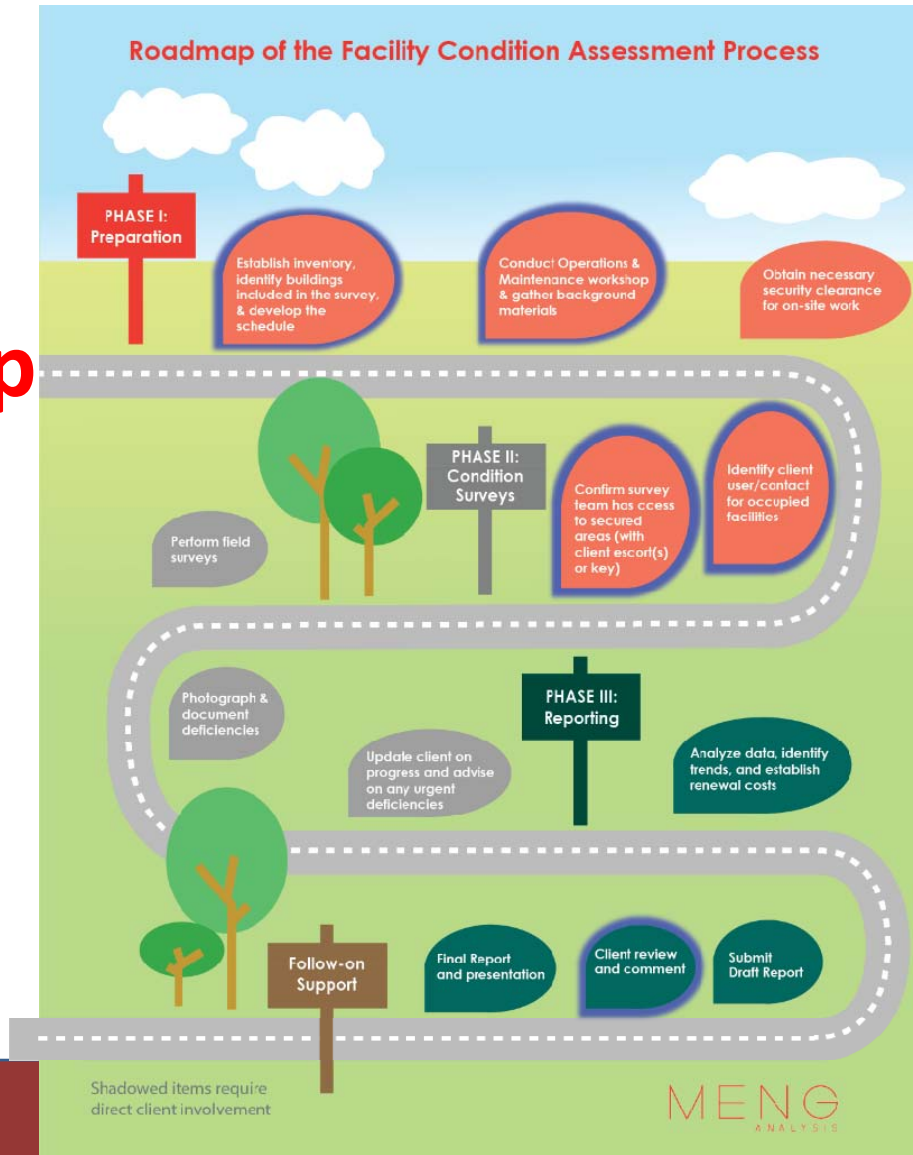 Roadmap of the Facility Condition Assessment Process
PHASE I:
Preparation
Establish inventory,
identify buildings
included in the survey,
& develop the
schedule
Conduct Operations &
Maintenance workshop
& gather background
materials
Obtain necessary
security clearance
for on-site work
p
PHASE II:
Condition
Surveys
Confirm survey
team has ccess
to secured
areas (with
client escort(s)
or key)
Identify client
user/contact
for occupied
facilities
Perform field
surveys
Photograph &
document
deficiencies
Update client on
progress and advise
on any urgent
deficiencies
PHASE III:
Reporting
Analyze data, identify
trends, and establish
renewal costs
Follow-on
Support
Final Report
and presentation
Client review
and comment
Submit
Draft Report
Shadowed items require
direct client involvement
MENG
ANALYSIS